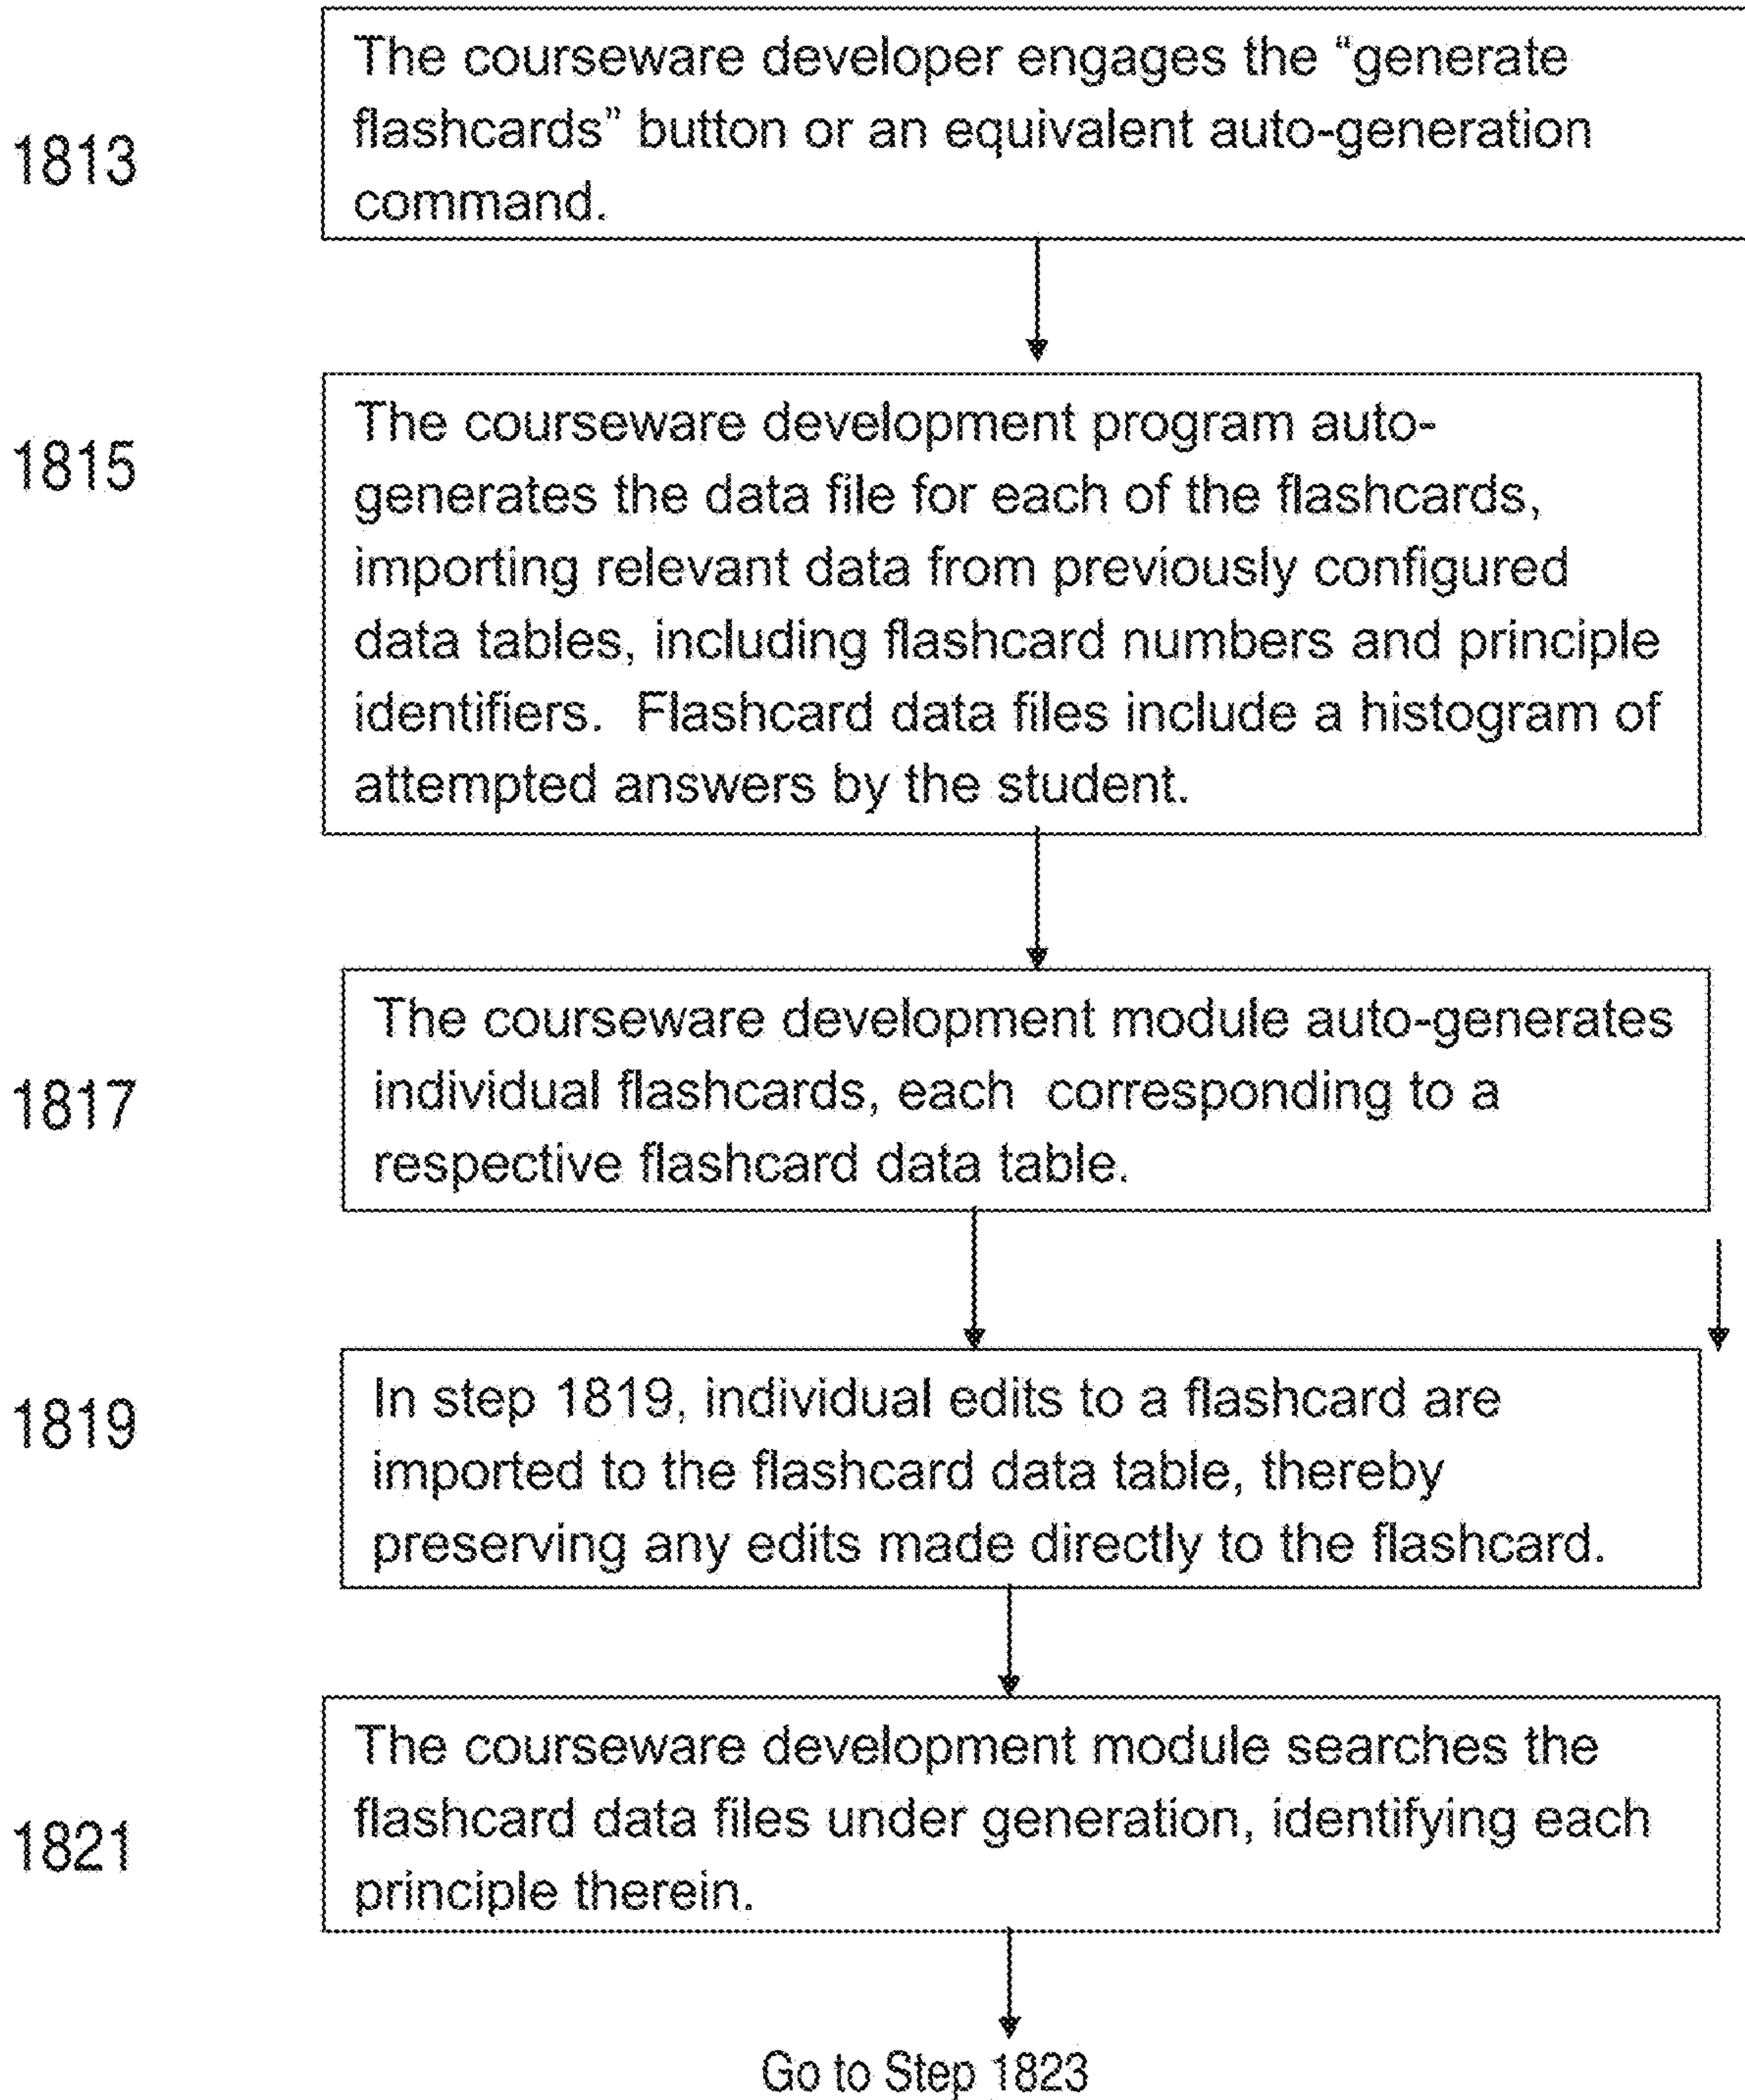 The courseware developer engages the “generate
flashcards” button or an equivalent auto-generation
command.
1813
The courseware development program auto-
generates the data file for each of the flashcards,
importing relevant data from previously configured
data tables, including flashcard numbers and principle
identifiers.  Flashcard data files include a histogram of
attempted answers by the student.
1815
The courseware development module auto-generates
individual flashcards, each  corresponding to a
respective flashcard data table.
1817
In step 1819, individual edits to a flashcard are
imported to the flashcard data table, thereby
preserving any edits made directly to the flashcard.
1819
The courseware development module searches the
flashcard data files under generation, identifying each
principle therein.
1821
Go to Step 1823